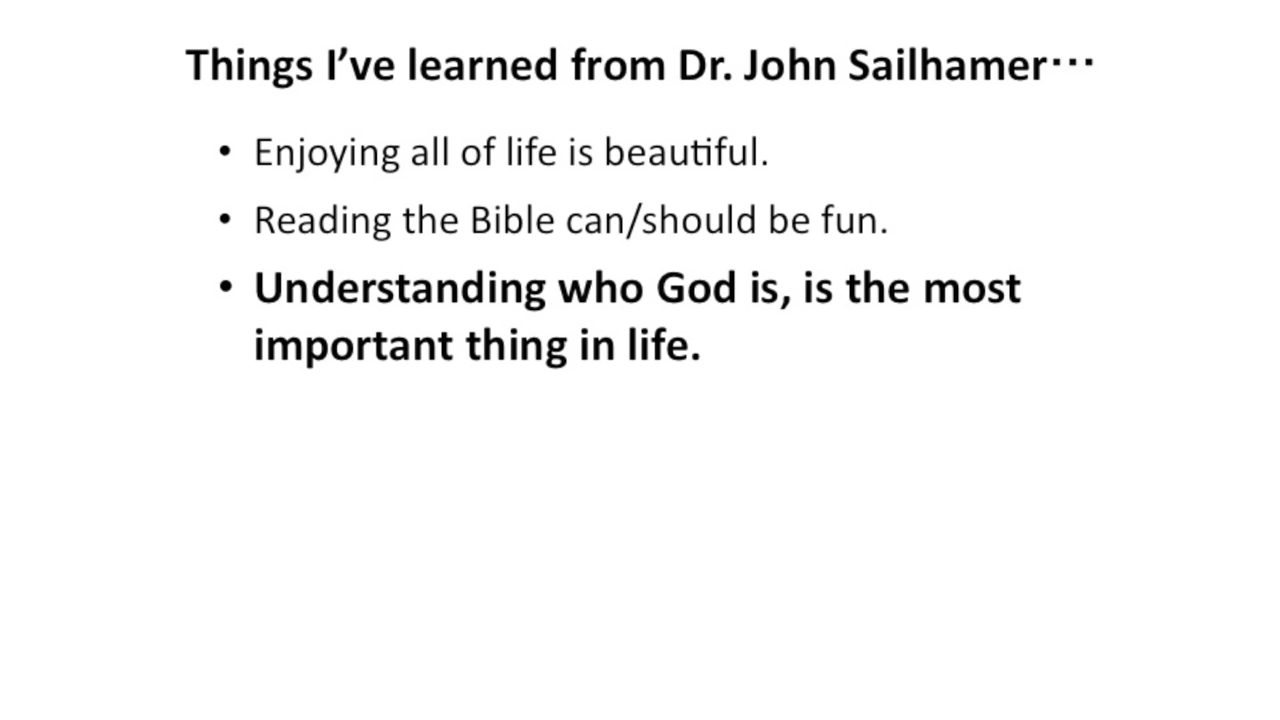 Things I’ve learned from Dr. John Sailhamer⋯
• Enjoying all of life is beautiful.
• Reading the Bible can/should be fun.
• Understanding who God is, is the most
important thing in life.